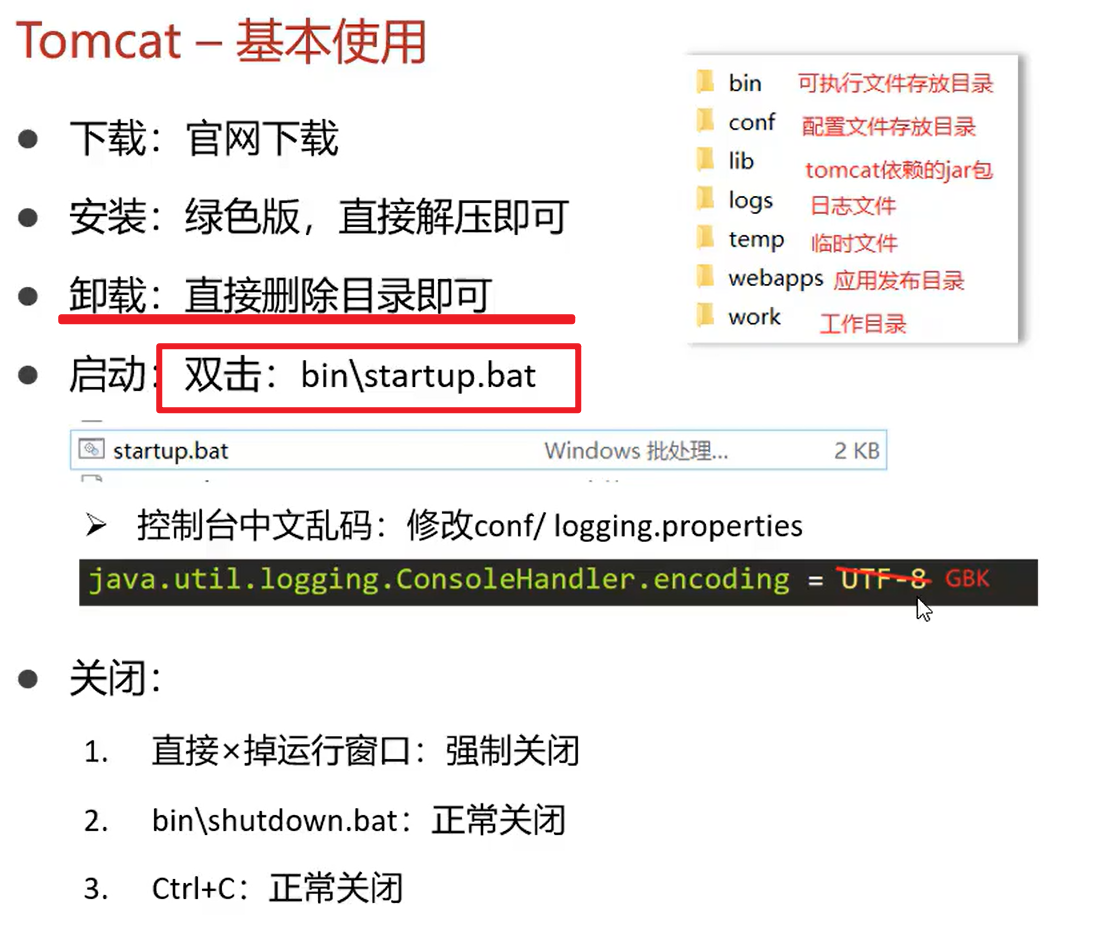 Tomcat – 基本使用
● 下载：官网下载
● 安装：绿色版，直接解压即可
● 卸载：直接删除目录即可
● 启动：双击：bin\startup.bat
bin 可执行文件存放目录
conf 配置文件存放目录
lib tomcat依赖的jar包
logs 日志文件
temp 临时文件
webapps 应用发布目录
work 工作目录
startup.bat Windows 批处理... 2 KB
➢ 控制台中文乱码：修改conf/ logging.properties
java.util.logging.ConsoleHandler.encoding = UTF-8 GBK
● 关闭：
1. 直接×掉运行窗口：强制关闭
2. bin\shutdown.bat：正常关闭
3. Ctrl+C：正常关闭